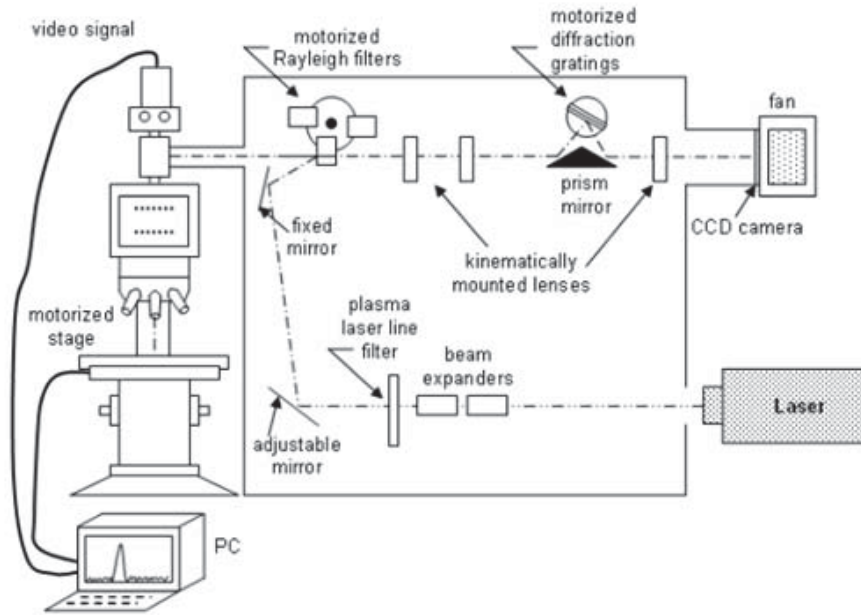 video signal
motorized
Rayleigh filters
motorized
diffraction
gratings
fan
fixed
mirror
prism
mirror
CCD camera
kinematically
mounted lenses
motorized
stage
plasma
laser line
filter
beam
expanders
Laser
adjustable
mirror
PC